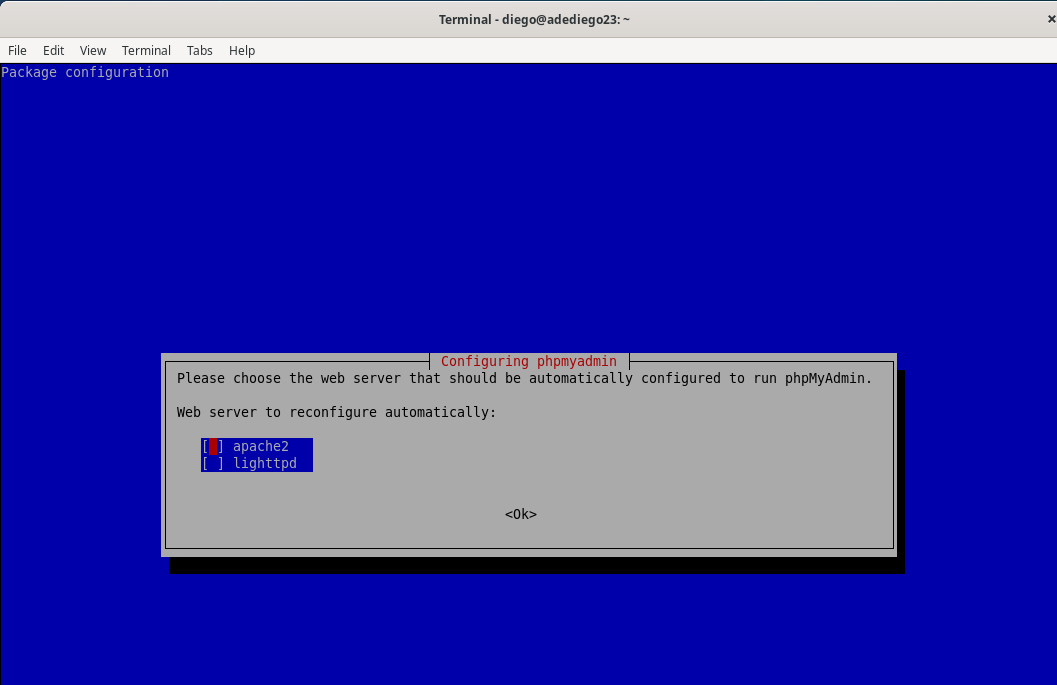 Terminal - diego@adediego23: ~
File Edit View Terminal Tabs Help
Package configuration
Configuring phpmyadmin
Please choose the web server that should be automatically configured to run phpMyAdmin.
Web server to reconfigure automatically:
[ ] apache2
[ ] lighttpd
<Ok>